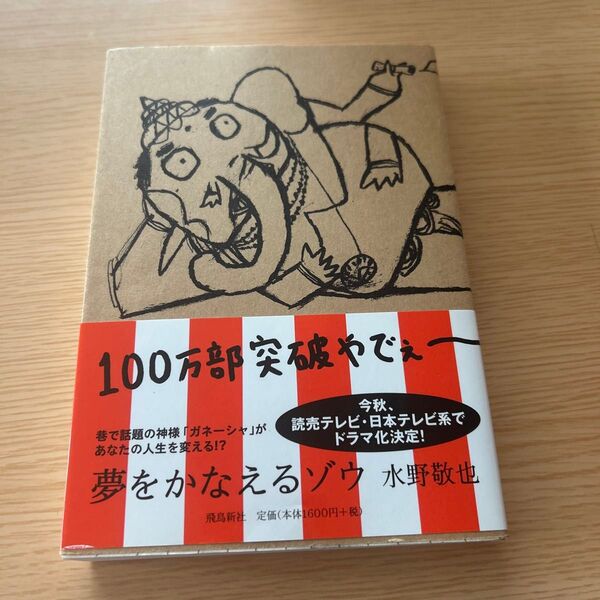 100万部突破やでぇー
今秋、
読売テレビ・日本テレビ系で
ドラマ化決定!
巷で話題の神様「ガネーシャ」が
あなたの人生を変える!?
夢をかなえるゾウ 水野敬也
飛鳥新社 定価(本体1600円+税)